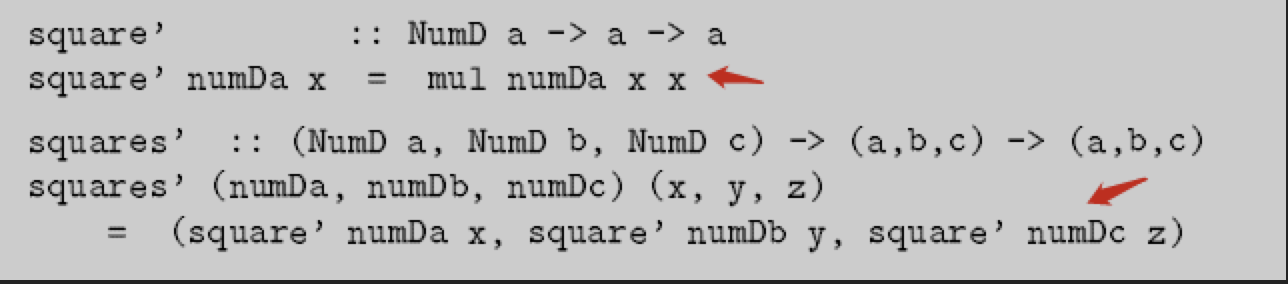 square’ :: NumD a -> a -> a
square’ numDa x = mul numDa x x
squares’ :: (NumD a, NumD b, NumD c) -> (a,b,c) -> (a,b,c)
squares’ (numDa, numDb, numDc) (x, y, z)
= (square’ numDa x, square’ numDb y, square’ numDc z)